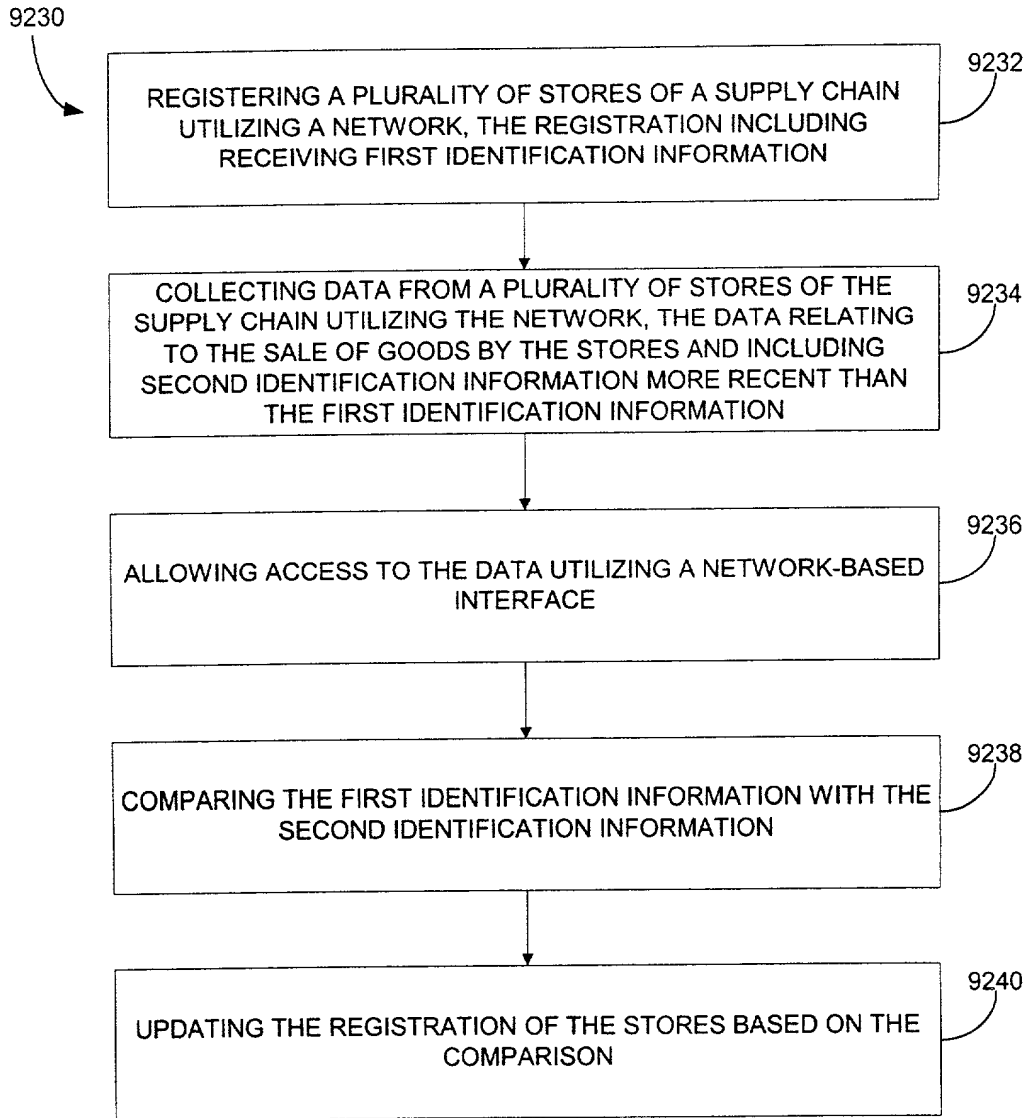 9230
9232
REGISTERING A PLURALITY OF STORES OF A SUPPLY CHAIN
UTILIZING A NETWORK, THE REGISTRATION INCLUDING
RECEIVING FIRST IDENTIFICATION INFORMATION
9234
COLLECTING DATA FROM A PLURALITY OF STORES OF THE
SUPPLY CHAIN UTILIZING THE NETWORK, THE DATA RELATING
TO THE SALE OF GOODS BY THE STORES AND INCLUDING
SECOND IDENTIFICATION INFORMATION MORE RECENT THAN
THE FIRST IDENTIFICATION INFORMATION
9236
ALLOWING ACCESS TO THE DATA UTILIZING A NETWORK-BASED
INTERFACE
9238
COMPARING THE FIRST IDENTIFICATION INFORMATION WITH THE
SECOND IDENTIFICATION INFORMATION
9240
UPDATING THE REGISTRATION OF THE STORES BASED ON THE
COMPARISON